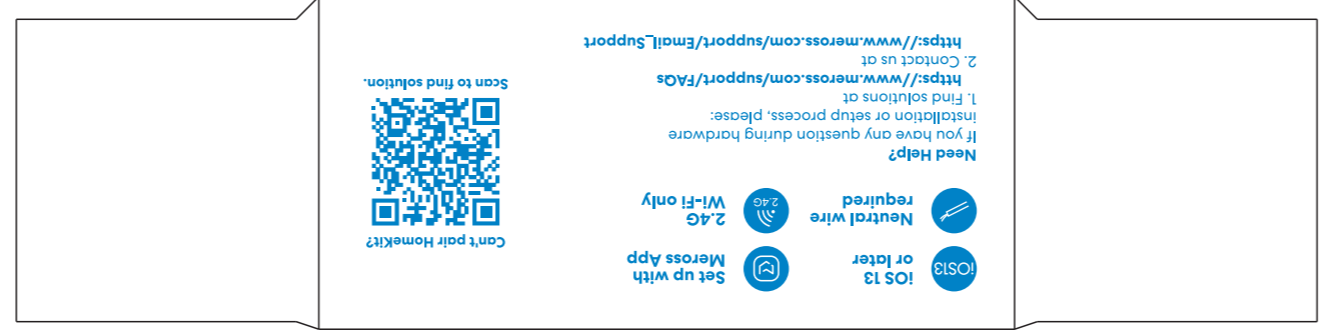 iOS13
iOS 13
or later
Set up with
Meross App
Neutral wire
required
2.4G
2.4G
Wi-Fi only
Need Help?
If you have any question during hardware
installation or setup process, please:
1. Find solutions at
https://www.meross.com/support/FAQs
2. Contact us at
https://www.meross.com/support/Email_Support
Can't pair HomeKit?
Scan to find solution.